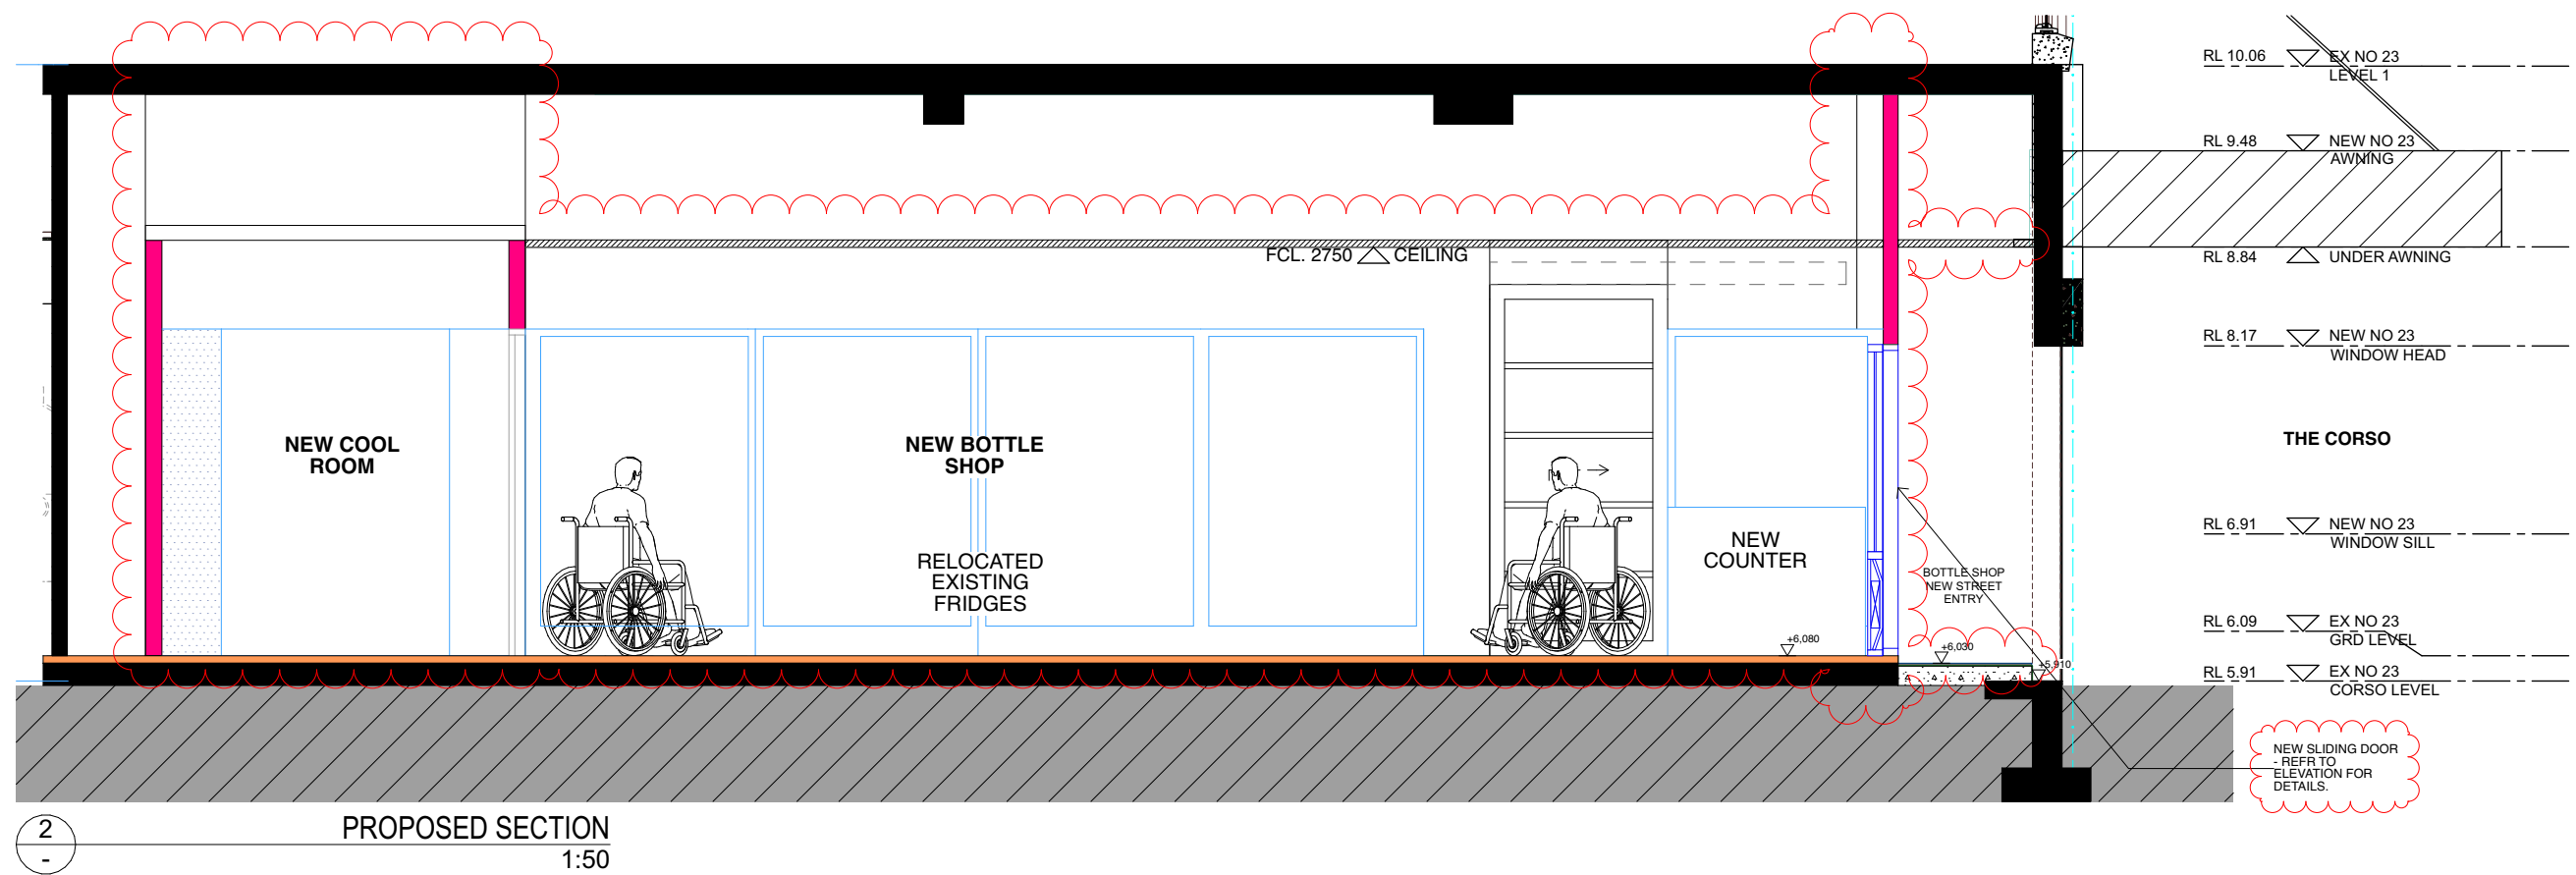 RL 10.06
EX NO 23
LEVEL 1
RL 9.48
NEW NO 23
AWNING
FCL. 2750
CEILING
RL 8.84
UNDER AWNING
RL 8.17
NEW NO 23
WINDOW HEAD
NEW COOL
ROOM
NEW BOTTLE
SHOP
THE CORSO
RL 6.91
NEW NO 23
WINDOW SILL
RELOCATED
EXISTING
FRIDGES
NEW
COUNTER
BOTTLE SHOP
NEW STREET
ENTRY
RL 6.09
EX NO 23
GRD LEVEL
+6,080
+6,030
+5,910
RL 5.91
EX NO 23
CORSO LEVEL
NEW SLIDING DOOR
- REFR TO
ELEVATION FOR
DETAILS.
2
-
PROPOSED SECTION
1:50